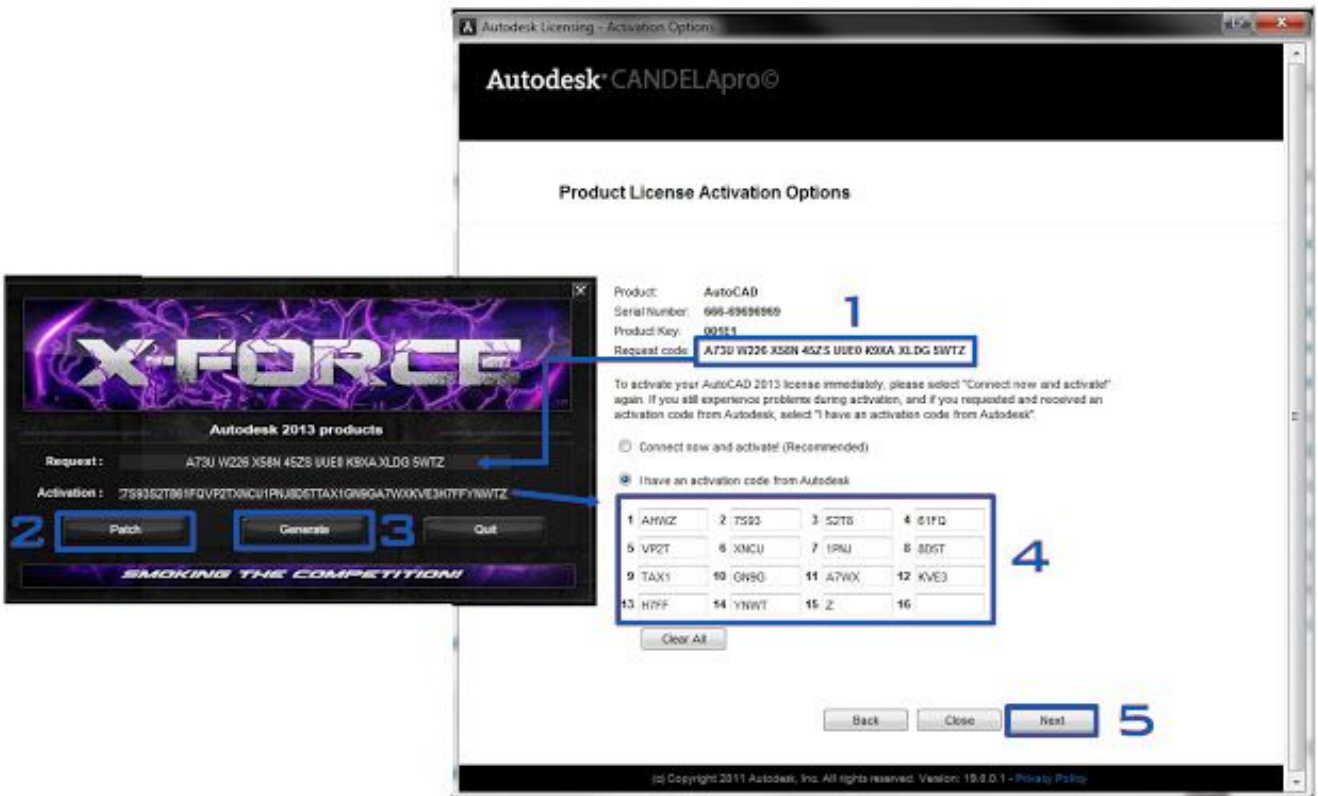 Autodesk Licensing - Activation Options
Autodesk CANDELApro©
Product License Activation Options
Product: AutoCAD
Serial Number: 666-69696969
Product Key: 001E1
Request code: A73U W226 X58N 45ZS UUE0 K9XA XLDG 5WTZ
1
To activate your AutoCAD 2013 license immediately, please select "Connect now and activate!"
again. If you still experience problems during activation, and if you requested and received an
activation code from Autodesk, select "I have an activation code from Autodesk".
Connect now and activate! (Recommended)
I have an activation code from Autodesk
1 AHWZ 2 7S93 3 S2T8 4 61FQ
5 VP2T 6 XNCU 7 1PNJ 8 8D5T
9 TAX1 10 GN9G 11 A7WX 12 KVE3
13 H7FF 14 YNWT 15 Z 16
4
Clear All
Back Close Next
5
(c) Copyright 2011 Autodesk, Inc. All rights reserved. Version: 19.0.0.1 - Privacy Policy
X-FORCE
Autodesk 2013 products
Request : A73U W226 X58N 45ZS UUE0 K9XA XLDG 5WTZ
Activation :
2 Patch Generate 3 Quit
SMOKING THE COMPETITION!